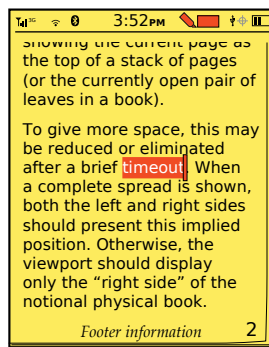 3G 3:52PM
showing the current page as
the top of a stack of pages
(or the currently open pair of
leaves in a book).
To give more space, this may
be reduced or eliminated
after a brief timeout. When
a complete spread is shown,
both the left and right sides
should present this implied
position. Otherwise, the
viewport should display
only the “right side” of the
notional physical book.
Footer information 2